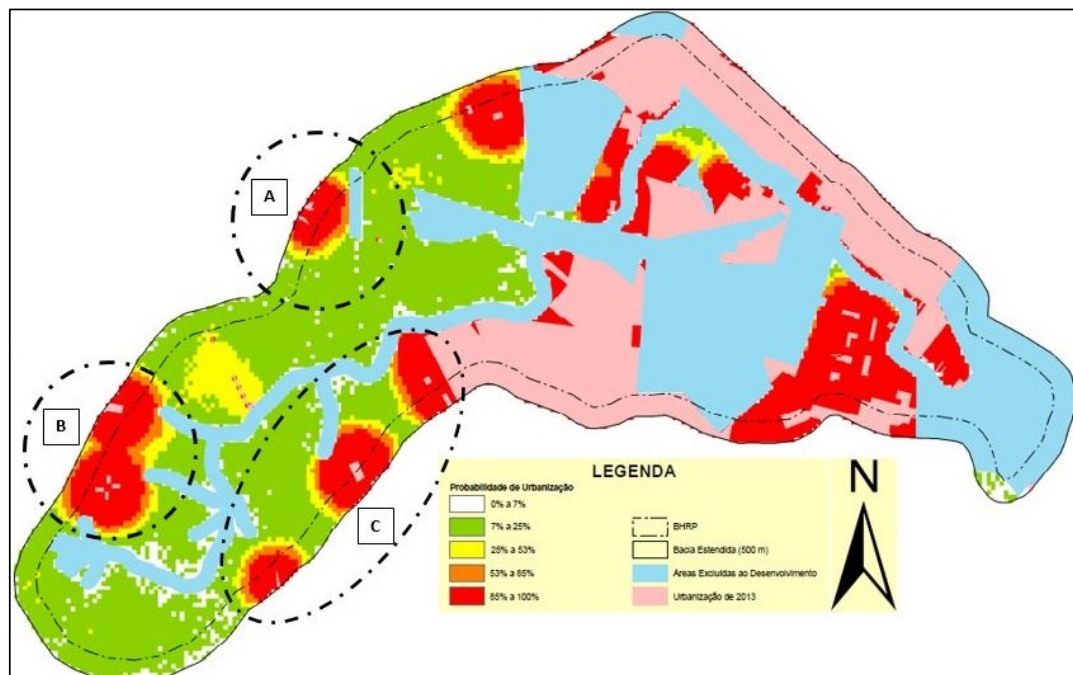 A
B
C
LEGENDA
Probabilidade de Urbanização
0% a 7%
7% a 25%
25% a 53%
53% a 85%
85% a 100%
BHRP
Bacia Estendida (500 m)
Áreas Excluídas ao Desenvolvimento
Urbanização de 2013
N